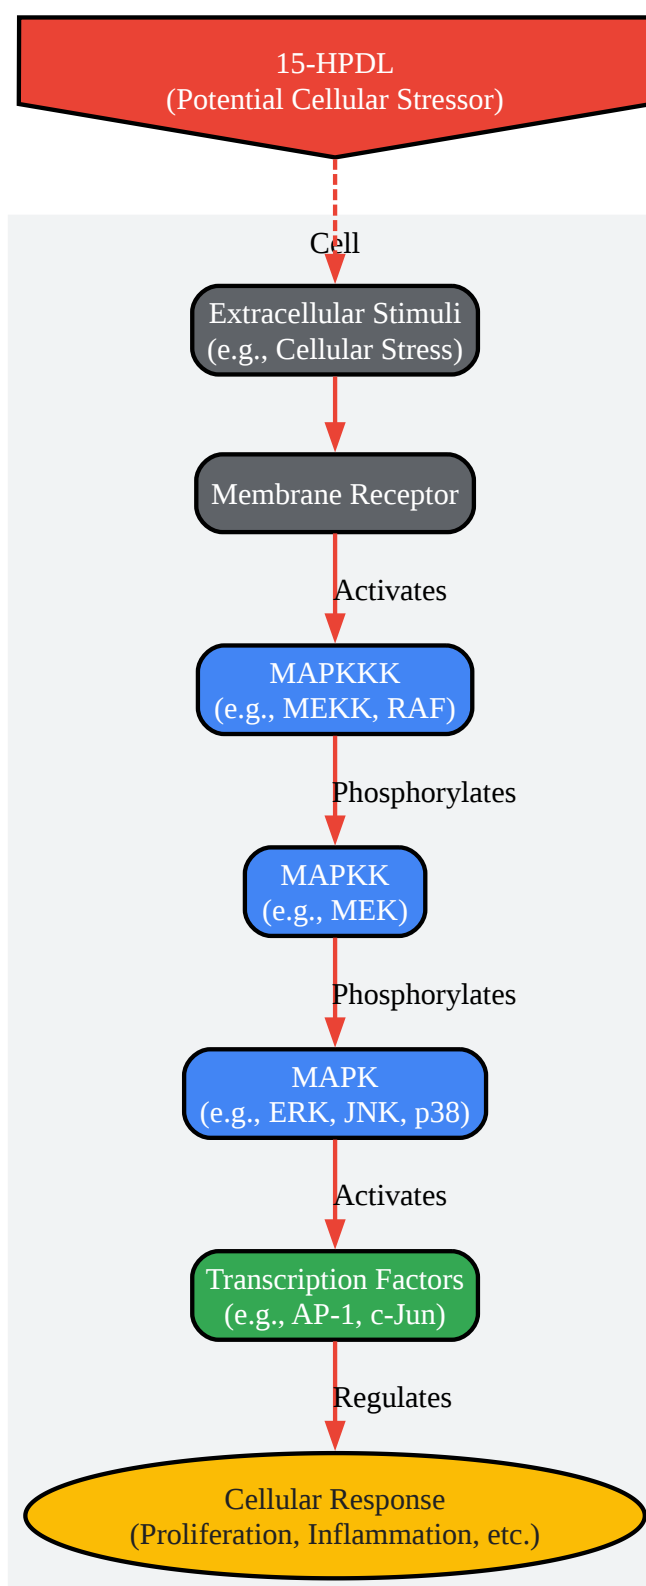 15-HPDL
(Potential Cellular Stressor)
Cell
Extracellular Stimuli
(e.g., Cellular Stress)
Membrane Receptor
Activates
MAPKKK
(e.g., MEKK, RAF)
Phosphorylates
MAPKK
(e.g., MEK)
Phosphorylates
MAPK
(e.g., ERK, JNK, p38)
Activates
Transcription Factors
(e.g., AP-1, c-Jun)
Regulates
Cellular Response
(Proliferation, Inflammation, etc.)